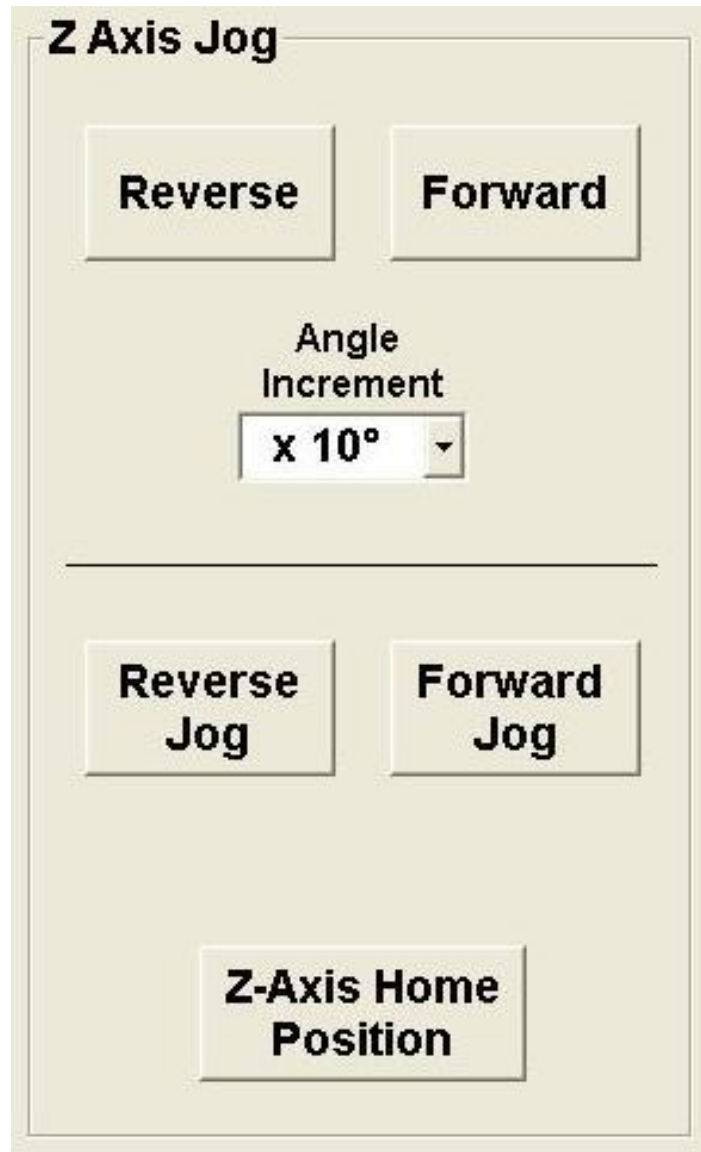 Z Axis Jog
Reverse
Forward
Angle
Increment
x 10°
Reverse
Jog
Forward
Jog
Z-Axis Home
Position